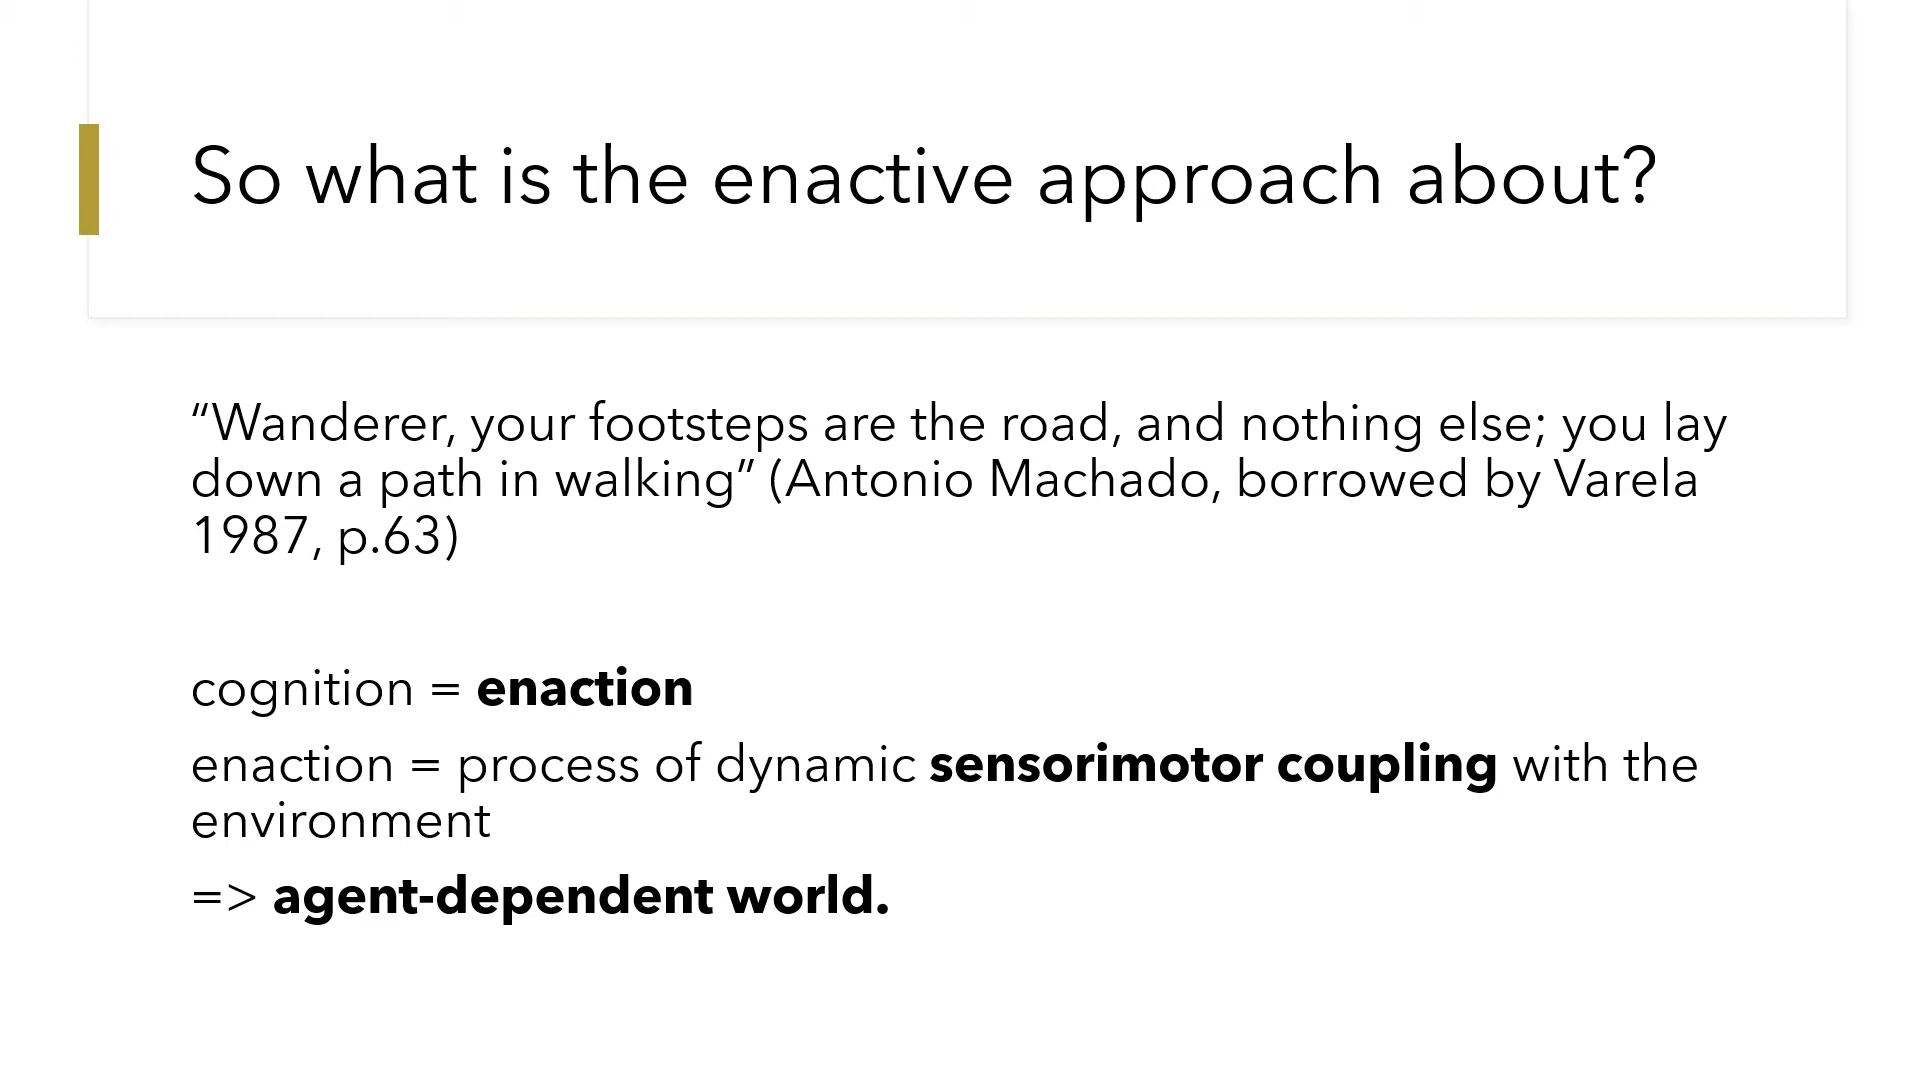 So what is the enactive approach about?
“Wanderer, your footsteps are the road, and nothing else; you lay
down a path in walking” (Antonio Machado, borrowed by Varela
1987, p.63)
cognition = enaction
enaction = process of dynamic sensorimotor coupling with the
environment
=> agent-dependent world.